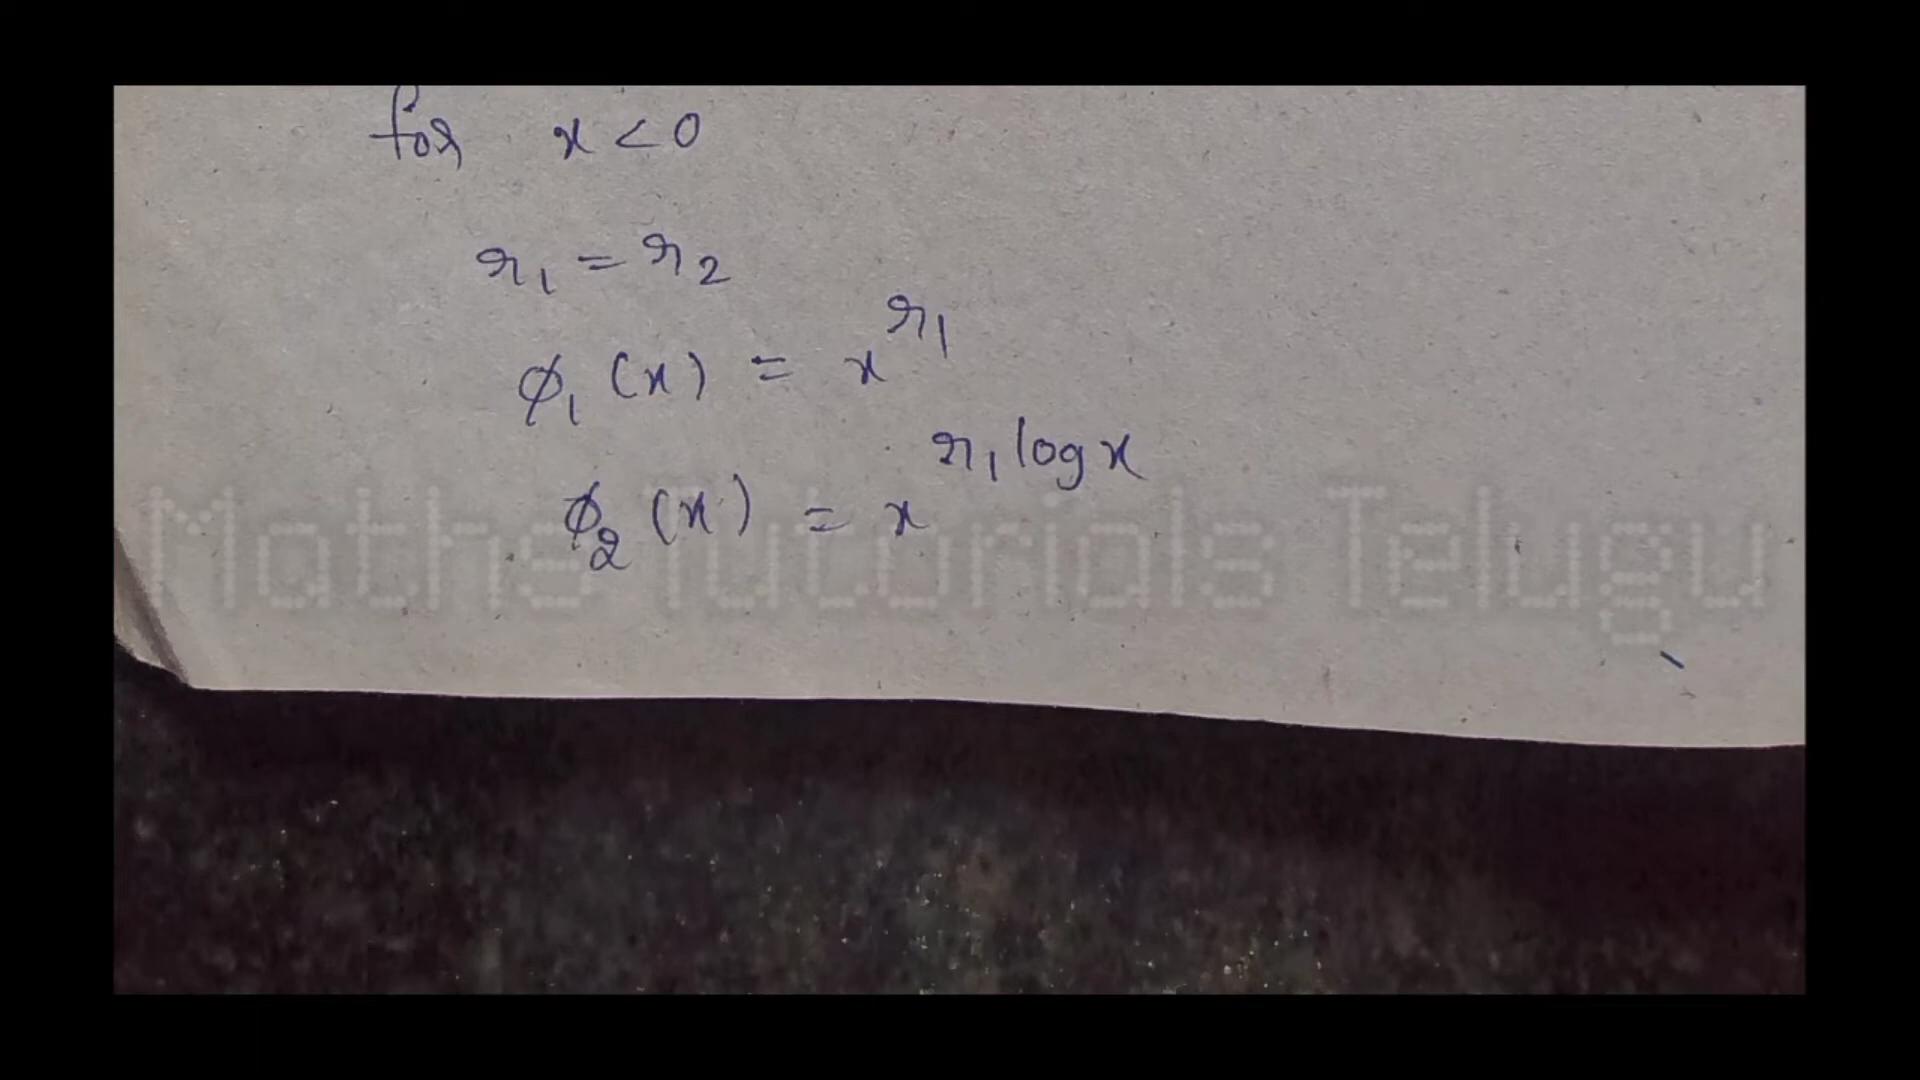 for x < 0
r₁ = r₂
φ₁ (x) = x^r₁
φ₂ (x) = x^r₁ log x
Maths Tutorials Telugu